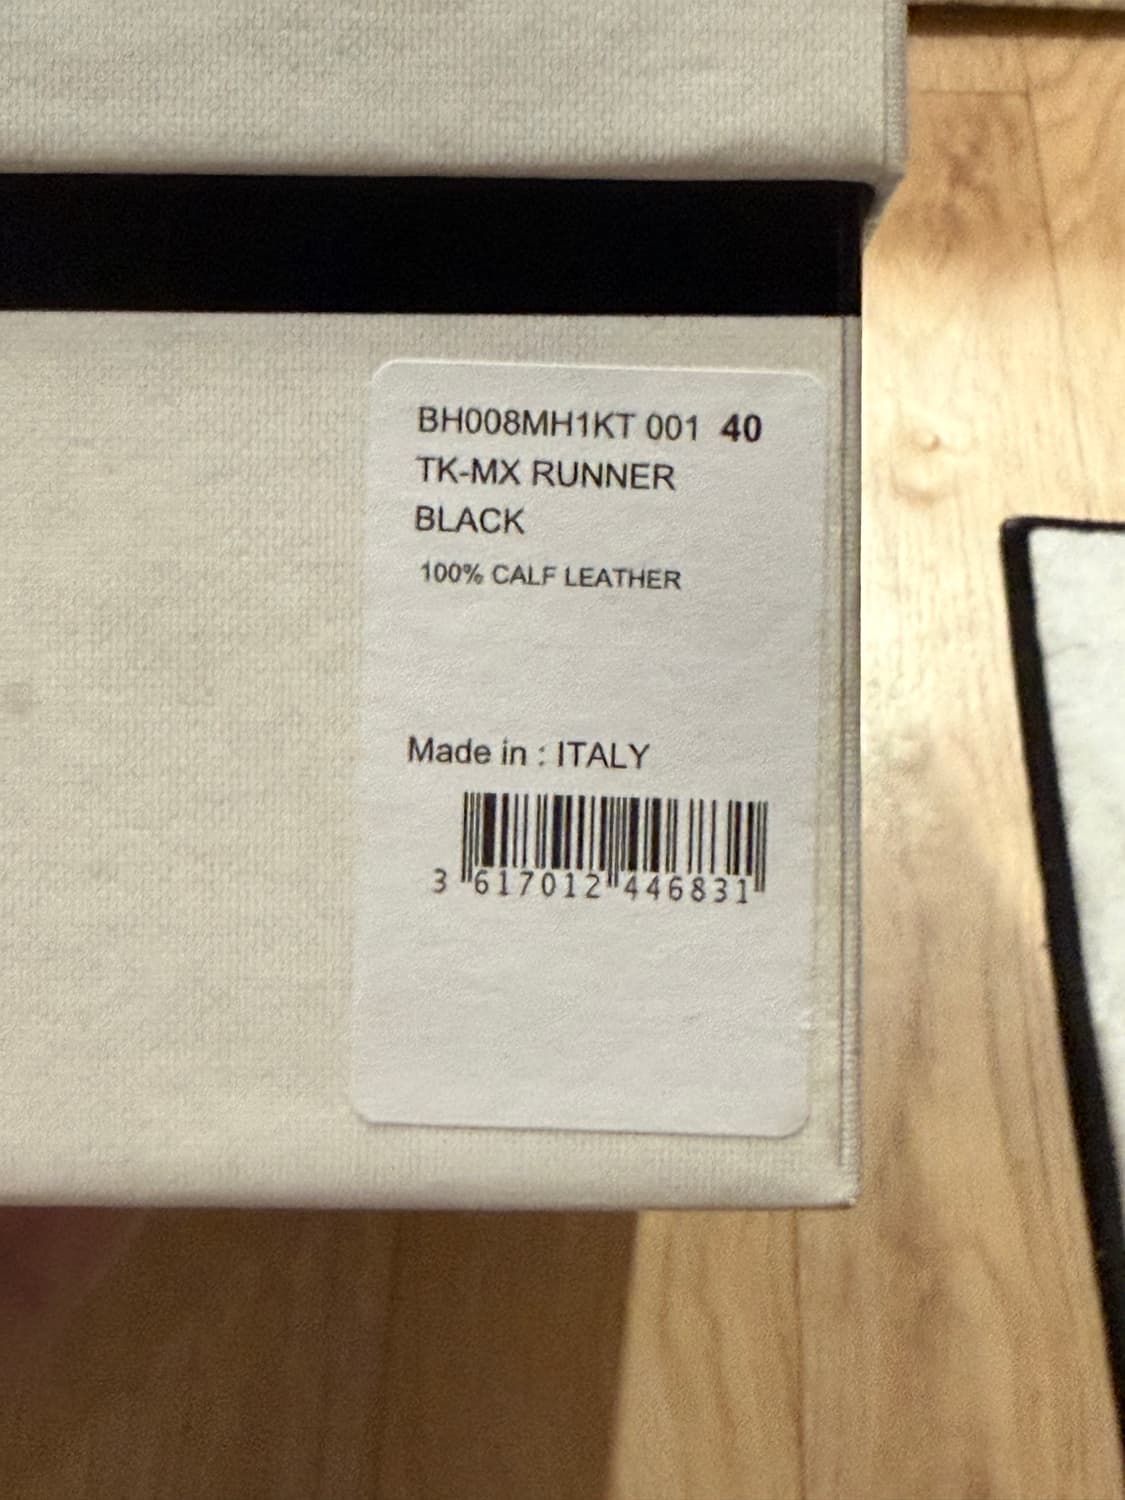 BH008MH1KT 001 40
TK-MX RUNNER
BLACK
100% CALF LEATHER
Made in : ITALY
3 617012 446831